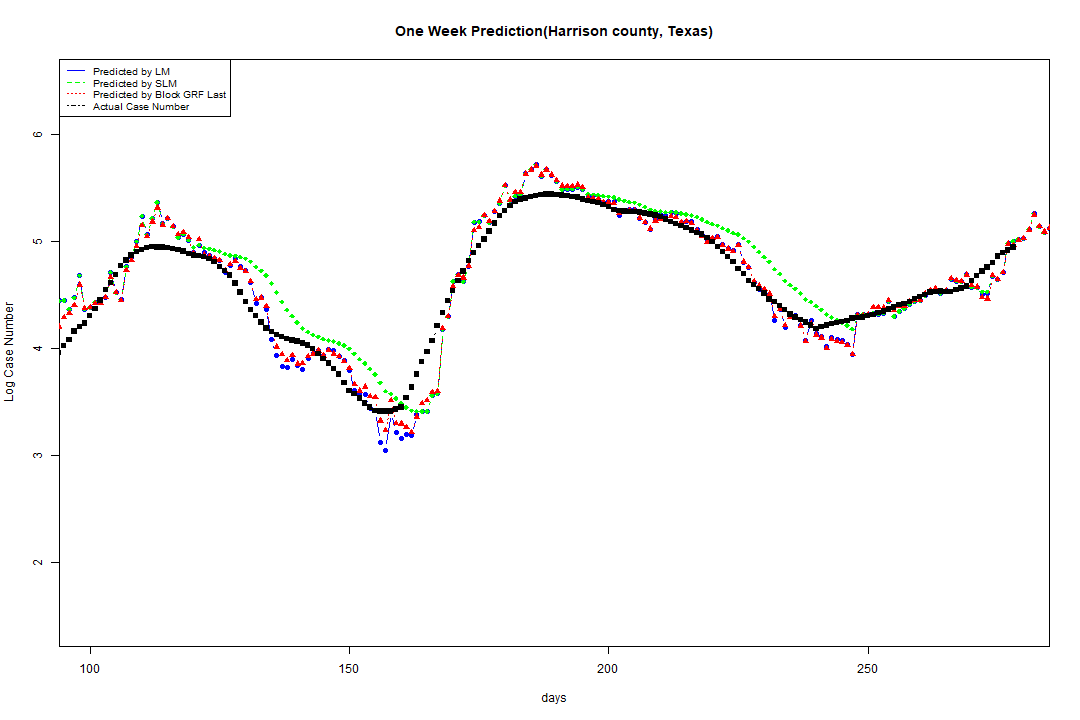 One Week Prediction(Harrison county, Texas)
Predicted by LM
Predicted by SLM
Predicted by Block GRF Last
Actual Case Number
Log Case Number
6
5
4
3
2
100 150 200 250
days